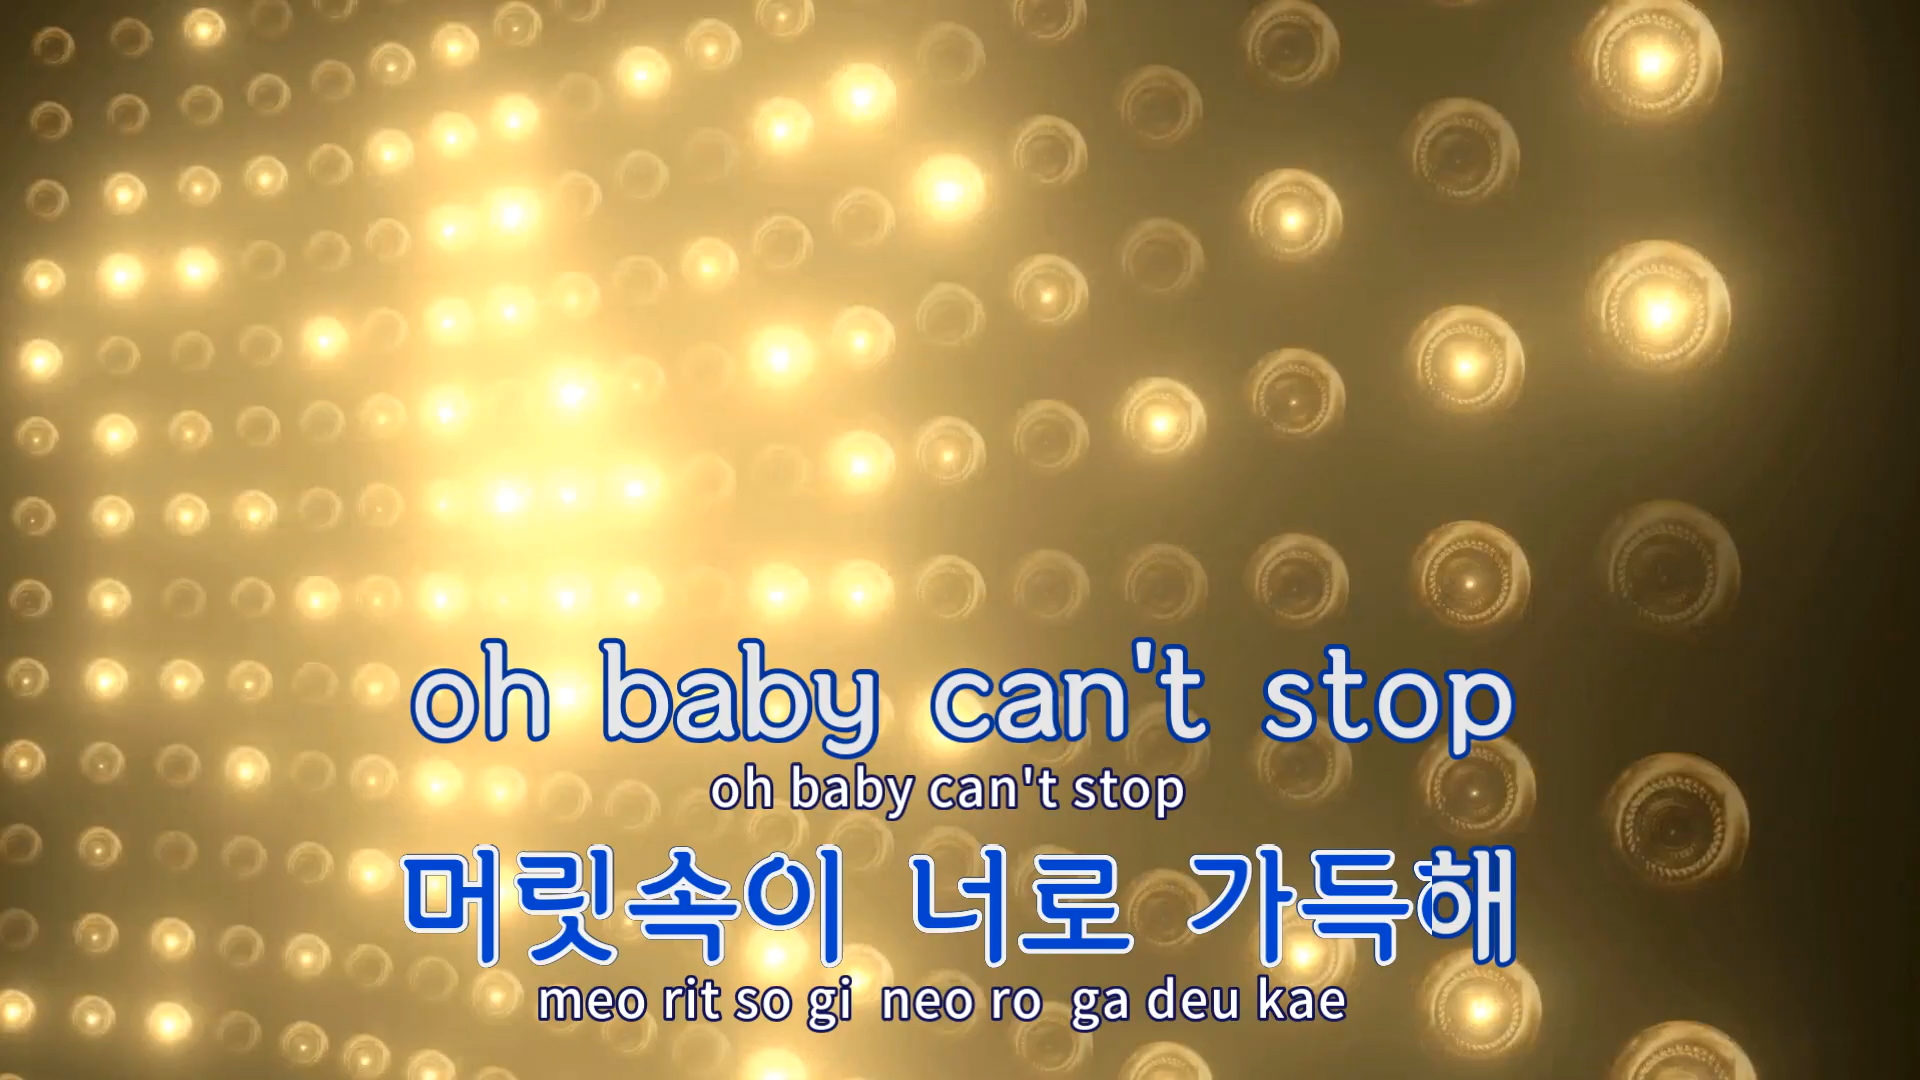 oh baby can't stop
oh baby can't stop
머릿속이 너로 가득해
meo rit so gi neo ro ga deu kae